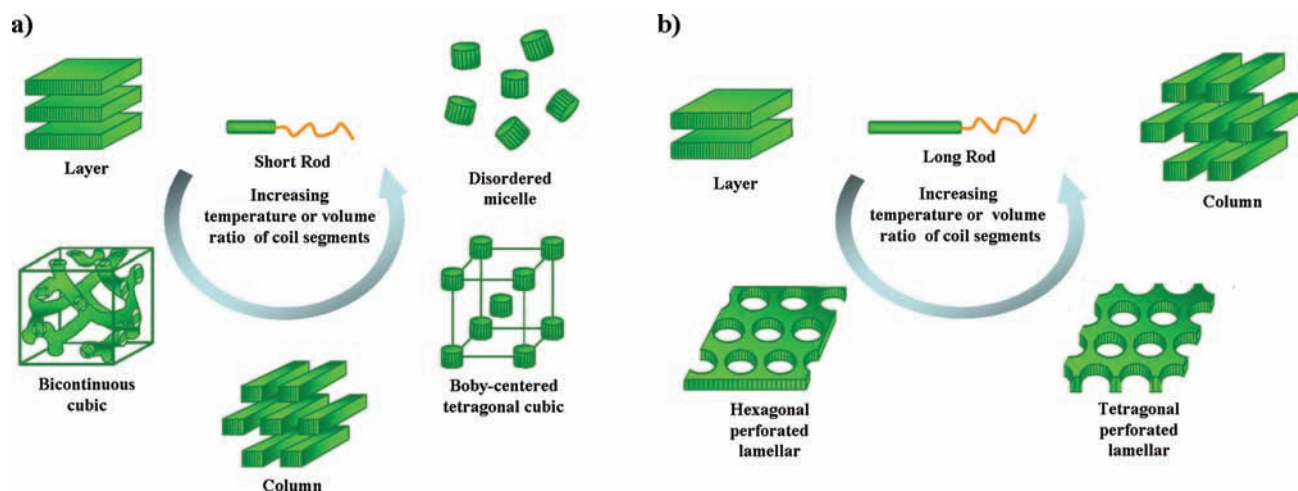 a)
Layer
Short Rod
Increasing
temperature or volume
ratio of coil segments
Disordered
micelle
Bicontinuous
cubic
Column
Boby-centered
tetragonal cubic
b)
Layer
Long Rod
Increasing
temperature or volume
ratio of coil segments
Column
Hexagonal
perforated
lamellar
Tetragonal
perforated
lamellar